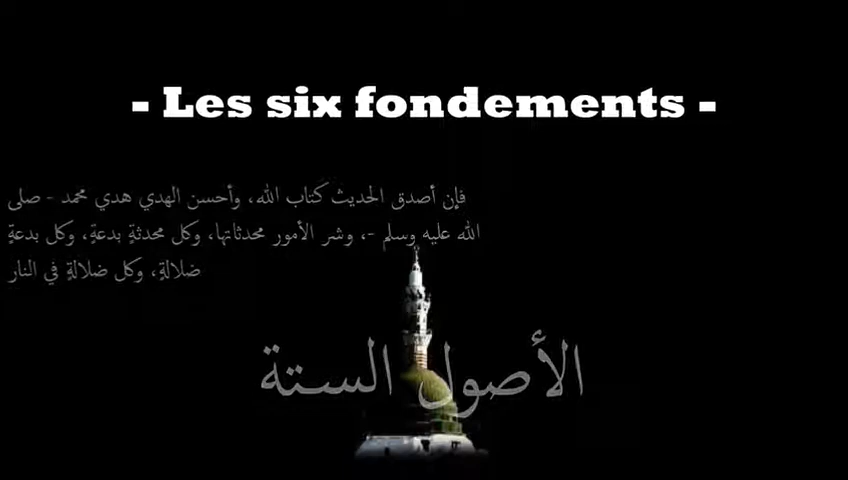 - Les six fondements -
فإن أصدق الحديث كتاب الله، وأحسن الهدي هدي محمد - صلى
الله عليه وسلم -، وشر الأمور محدثاتها، وكل محدثةٍ بدعةٍ، وكل بدعةٍ
ضلالةٍ، وكل ضلالةٍ في النار
الأصول الستة